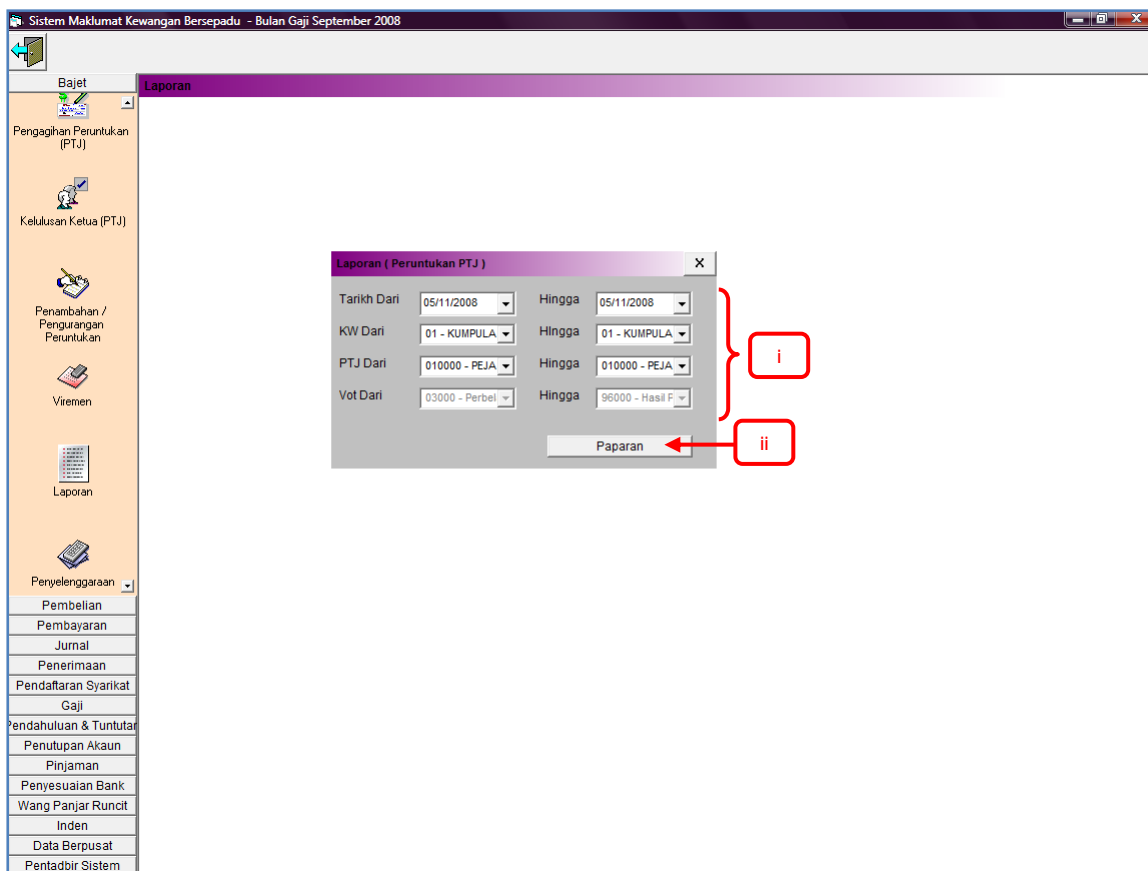 Sistem Maklumat Kewangan Bersepadu - Bulan Gaji September 2008
Bajet
Laporan
Pengagihan Peruntukan
(PTJ)
Kelulusan Ketua (PTJ)
Penambahan /
Pengurangan
Peruntukan
Viremen
Laporan
Penyelenggaraan
Pembelian
Pembayaran
Jurnal
Penerimaan
Pendaftaran Syarikat
Gaji
Pendahuluan & Tuntutan
Penutupan Akaun
Pinjaman
Penyesuaian Bank
Wang Panjar Runcit
Inden
Data Berpusat
Pentadbir Sistem
Laporan ( Peruntukan PTJ ) X
Tarikh Dari 05/11/2008 Hingga 05/11/2008
KW Dari 01 - KUMPULA HIngga 01 - KUMPULA
PTJ Dari 010000 - PEJA Hingga 010000 - PEJA
Vot Dari 03000 - Perbel Hingga 96000 - Hasil P
Paparan
i
ii